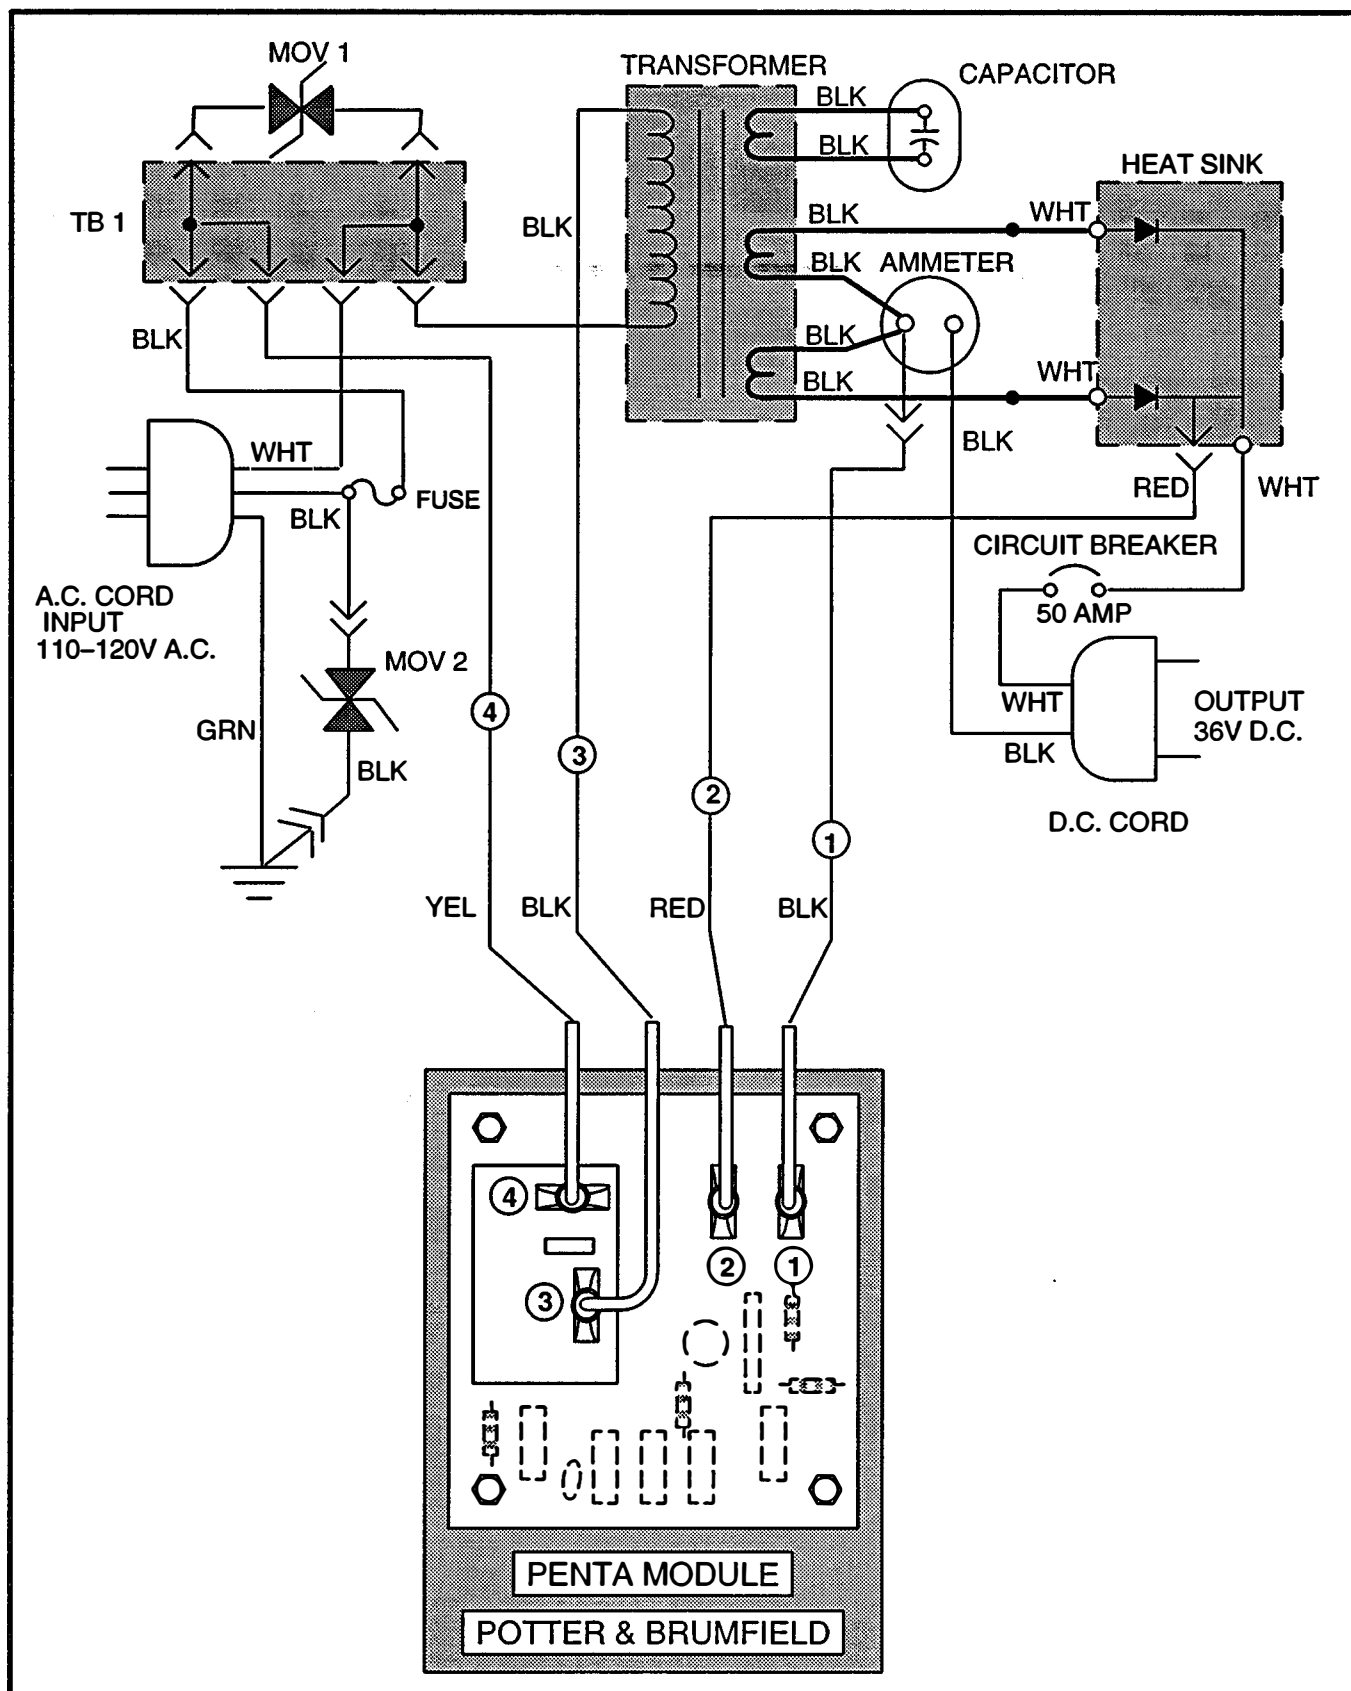 MOV 1
TRANSFORMER
CAPACITOR
BLK
BLK
HEAT SINK
TB 1
BLK
BLK
WHT
BLK
AMMETER
BLK
BLK
BLK
WHT
BLK
WHT
FUSE
BLK
RED
WHT
CIRCUIT BREAKER
50 AMP
A.C. CORD
INPUT
110–120V A.C.
MOV 2
WHT
OUTPUT
36V D.C.
GRN
BLK
BLK
4
3
2
1
D.C. CORD
YEL
BLK
RED
BLK
4
3
2
1
PENTA MODULE
POTTER & BRUMFIELD